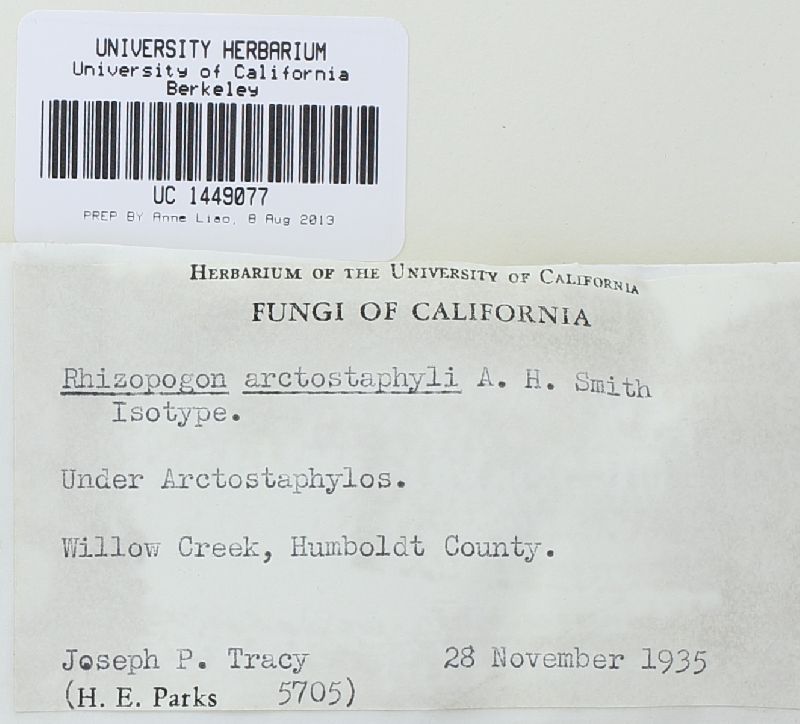 UNIVERSITY HERBARIUM
University of California
Berkeley
UC 1449077
PREP BY Anne Liao, 8 Aug 2013
HERBARIUM OF THE UNIVERSITY OF CALIFORNIA
FUNGI OF CALIFORNIA
Rhizopogon arctostaphyli A. H. Smith
Isotype.
Under Arctostaphylos.
Willow Creek, Humboldt County.
Joseph P. Tracy 28 November 1935
(H. E. Parks 5705)